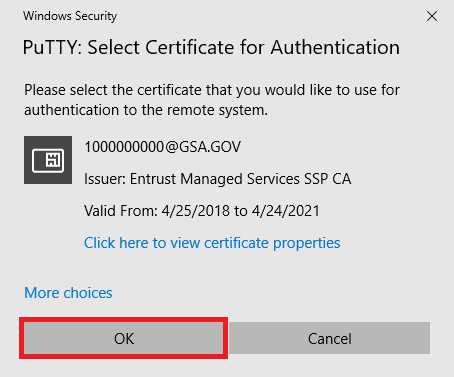 Windows Security
PuTTY: Select Certificate for Authentication
Please select the certificate that you would like to use for
authentication to the remote system.
1000000000@GSA.GOV
Issuer: Entrust Managed Services SSP CA
Valid From: 4/25/2018 to 4/24/2021
Click here to view certificate properties
More choices
OK
Cancel